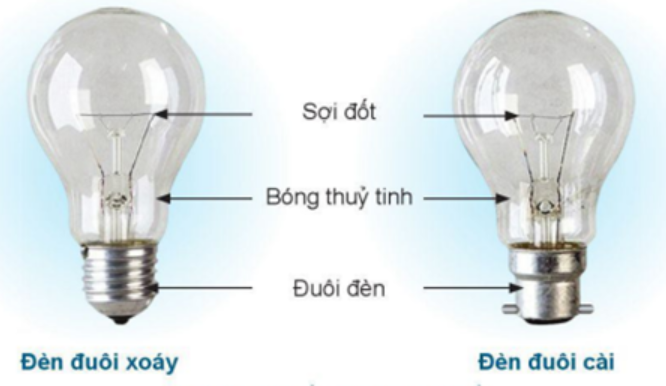 Sợi đốt
Bóng thuỷ tinh
Đuôi đèn
Đèn đuôi xoáy
Đèn đuôi cài